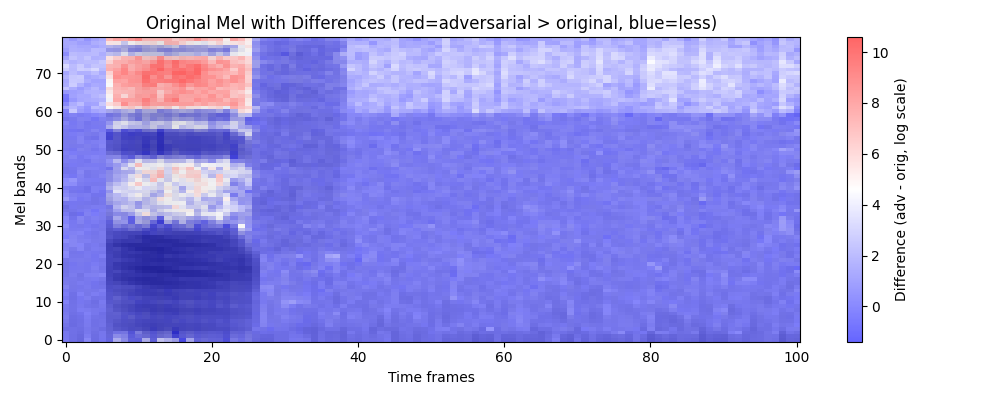 Original Mel with Differences (red=adversarial > original, blue=less)
Mel bands
70
60
50
40
30
20
10
0
0 20 40 60 80 100
Time frames
10
8
6
4
2
0
Difference (adv - orig, log scale)